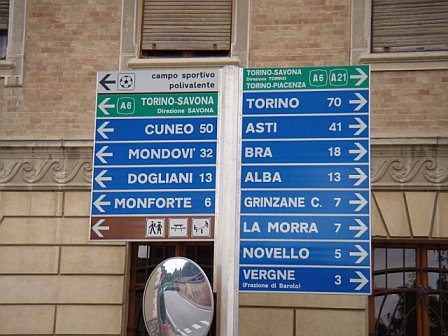 campo sportivo
polivalente
A6 TORINO-SAVONA
Direzione SAVONA
CUNEO 50
MONDOVI' 32
DOGLIANI 13
MONFORTE 6
TORINO-SAVONA A6 A21
Direzione TORINO
TORINO-PIACENZA
TORINO 70
ASTI 41
BRA 18
ALBA 13
GRINZANE C. 7
LA MORRA 7
NOVELLO 5
VERGNE 3
(Frazione di Barolo)